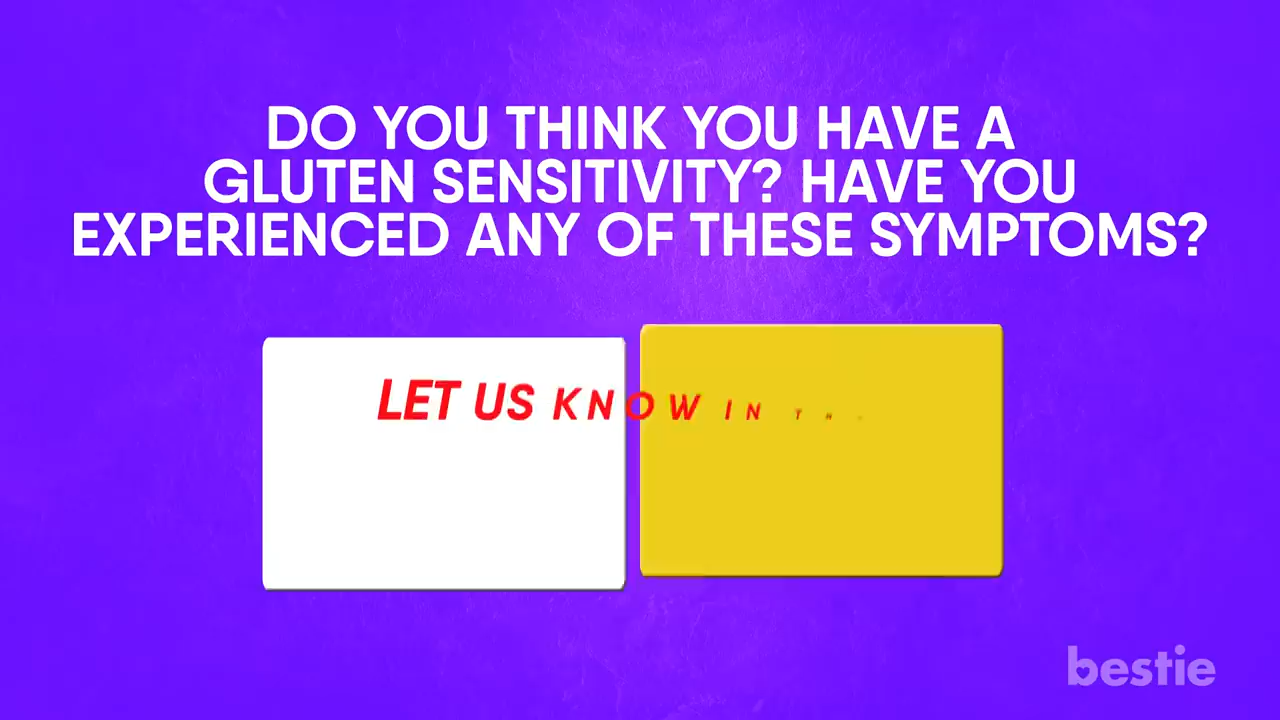 DO YOU THINK YOU HAVE A
GLUTEN SENSITIVITY? HAVE YOU
EXPERIENCED ANY OF THESE SYMPTOMS?
LET US KNOW IN
bestie